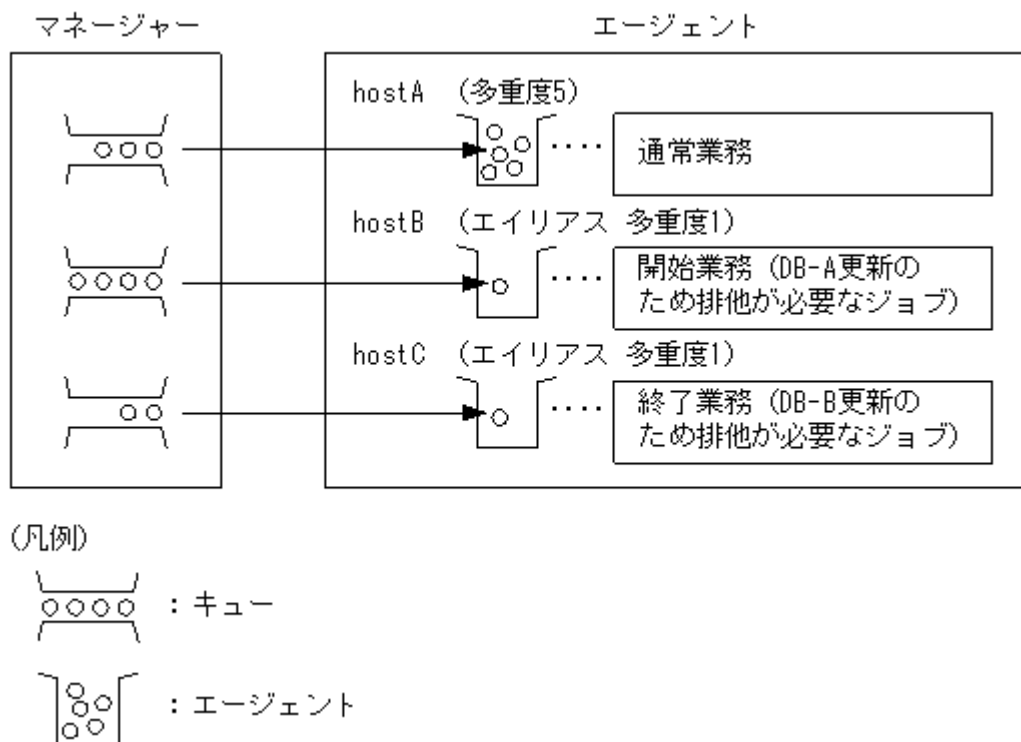 マネージャー
エージェント
hostA （多重度5）
‥‥
通常業務
hostB （エイリアス 多重度1）
‥‥
開始業務（DB-A更新の
ため排他が必要なジョブ）
hostC （エイリアス 多重度1）
‥‥
終了業務（DB-B更新の
ため排他が必要なジョブ）
(凡例)
：キュー
：エージェント